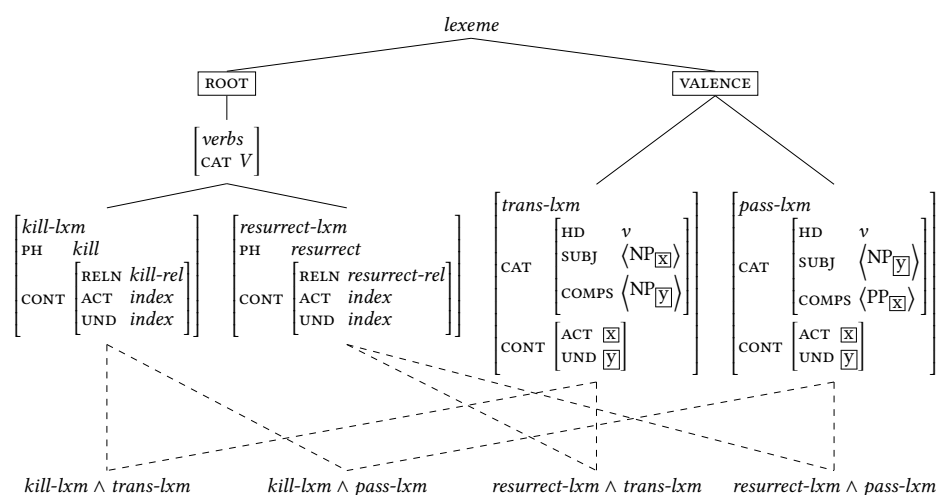 lexeme
ROOT VALENCE
verbs
CAT V
kill-lxm
PH kill
CONT RELN kill-rel
ACT index
UND index
resurrect-lxm
PH resurrect
CONT RELN resurrect-rel
ACT index
UND index
trans-lxm
CAT HD v
SUBJ ⟨NP x⟩
COMPS ⟨NP y⟩
CONT ACT x
UND y
pass-lxm
CAT HD v
SUBJ ⟨NP y⟩
COMPS ⟨PP x⟩
CONT ACT x
UND y
kill-lxm ∧ trans-lxm kill-lxm ∧ pass-lxm resurrect-lxm ∧ trans-lxm resurrect-lxm ∧ pass-lxm